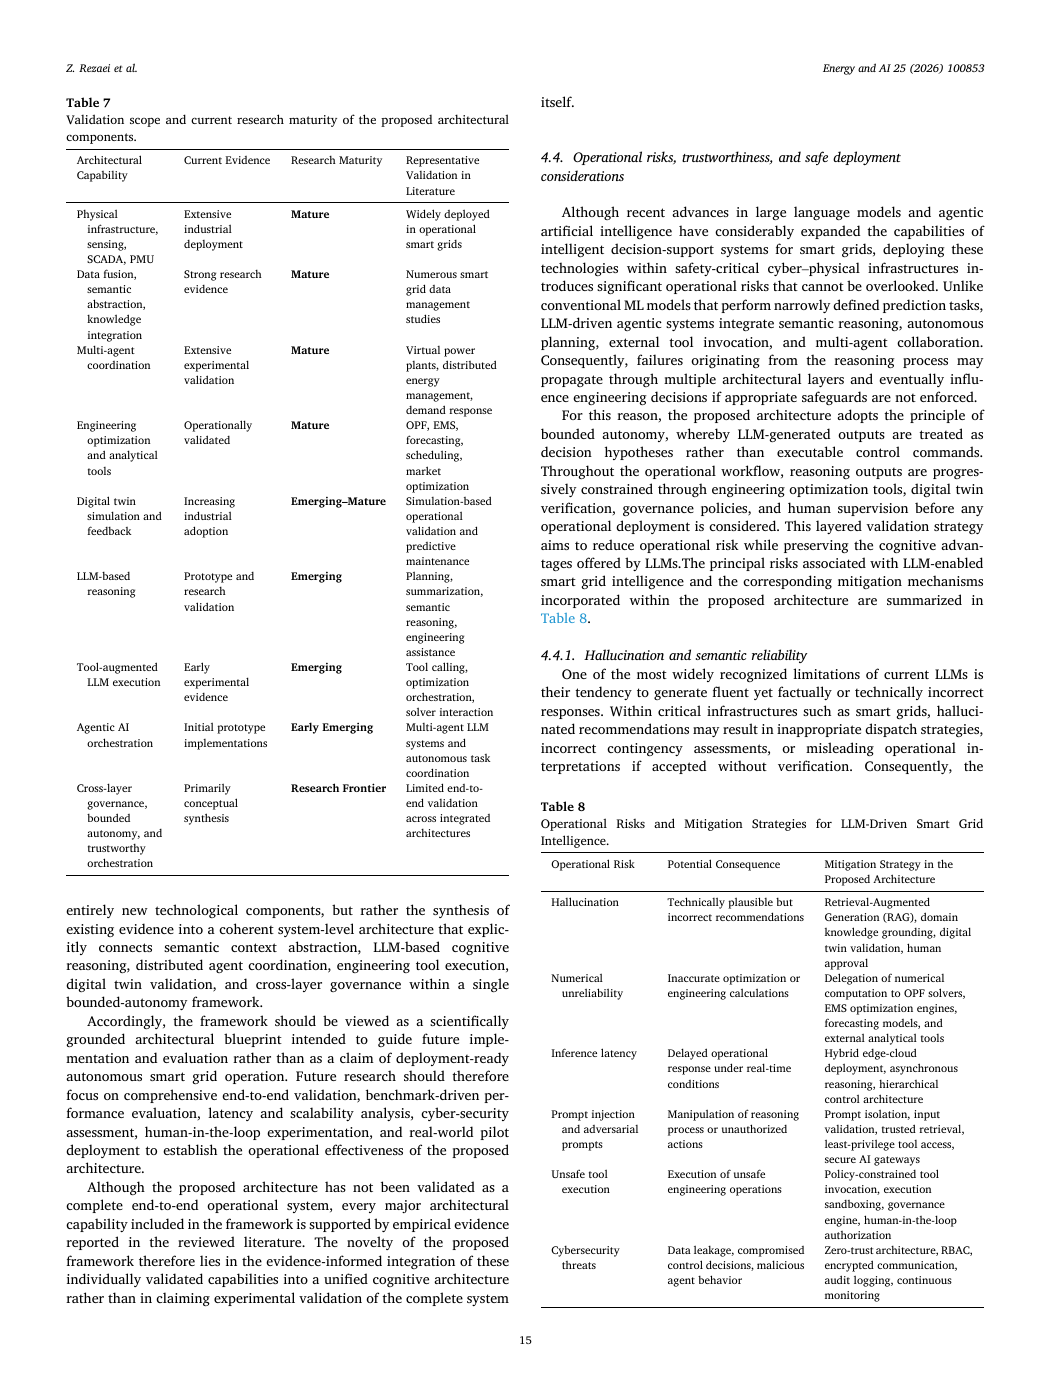 Z. Rezaei et al.
Energy and AI 25 (2026) 100853
Table 7
Validation scope and current research maturity of the proposed architectural
components.
Architectural Current Evidence Research Maturity Representative
Capability Validation in
Literature
Physical Extensive Mature Widely deployed
infrastructure, industrial in operational
sensing, deployment smart grids
SCADA, PMU
Data fusion, Strong research Mature Numerous smart
semantic evidence grid data
abstraction, management
knowledge studies
integration
Multi-agent Extensive Mature Virtual power
coordination experimental plants, distributed
validation energy
management,
demand response
Engineering Operationally Mature OPF, EMS,
optimization validated forecasting,
and analytical scheduling,
tools market
optimization
Digital twin Increasing Emerging–Mature Simulation-based
simulation and industrial operational
feedback adoption validation and
predictive
maintenance
LLM-based Prototype and Emerging Planning,
reasoning research summarization,
validation semantic
reasoning,
engineering
assistance
Tool-augmented Early Emerging Tool calling,
LLM execution experimental optimization
evidence orchestration,
solver interaction
Agentic AI Initial prototype Early Emerging Multi-agent LLM
orchestration implementations systems and
autonomous task
coordination
Cross-layer Primarily Research Frontier Limited end-to-
governance, conceptual end validation
bounded synthesis across integrated
autonomy, and architectures
trustworthy
orchestration
entirely new technological components, but rather the synthesis of
existing evidence into a coherent system-level architecture that explic-
itly connects semantic context abstraction, LLM-based cognitive
reasoning, distributed agent coordination, engineering tool execution,
digital twin validation, and cross-layer governance within a single
bounded-autonomy framework.
Accordingly, the framework should be viewed as a scientifically
grounded architectural blueprint intended to guide future imple-
mentation and evaluation rather than as a claim of deployment-ready
autonomous smart grid operation. Future research should therefore
focus on comprehensive end-to-end validation, benchmark-driven per-
formance evaluation, latency and scalability analysis, cyber-security
assessment, human-in-the-loop experimentation, and real-world pilot
deployment to establish the operational effectiveness of the proposed
architecture.
Although the proposed architecture has not been validated as a
complete end-to-end operational system, every major architectural
capability included in the framework is supported by empirical evidence
reported in the reviewed literature. The novelty of the proposed
framework therefore lies in the evidence-informed integration of these
individually validated capabilities into a unified cognitive architecture
rather than in claiming experimental validation of the complete system
itself.
4.4. Operational risks, trustworthiness, and safe deployment
considerations
Although recent advances in large language models and agentic
artificial intelligence have considerably expanded the capabilities of
intelligent decision-support systems for smart grids, deploying these
technologies within safety-critical cyber–physical infrastructures in-
troduces significant operational risks that cannot be overlooked. Unlike
conventional ML models that perform narrowly defined prediction tasks,
LLM-driven agentic systems integrate semantic reasoning, autonomous
planning, external tool invocation, and multi-agent collaboration.
Consequently, failures originating from the reasoning process may
propagate through multiple architectural layers and eventually influ-
ence engineering decisions if appropriate safeguards are not enforced.
For this reason, the proposed architecture adopts the principle of
bounded autonomy, whereby LLM-generated outputs are treated as
decision hypotheses rather than executable control commands.
Throughout the operational workflow, reasoning outputs are progres-
sively constrained through engineering optimization tools, digital twin
verification, governance policies, and human supervision before any
operational deployment is considered. This layered validation strategy
aims to reduce operational risk while preserving the cognitive advan-
tages offered by LLMs.The principal risks associated with LLM-enabled
smart grid intelligence and the corresponding mitigation mechanisms
incorporated within the proposed architecture are summarized in
Table 8.
4.4.1. Hallucination and semantic reliability
One of the most widely recognized limitations of current LLMs is
their tendency to generate fluent yet factually or technically incorrect
responses. Within critical infrastructures such as smart grids, halluci-
nated recommendations may result in inappropriate dispatch strategies,
incorrect contingency assessments, or misleading operational in-
terpretations if accepted without verification. Consequently, the
Table 8
Operational Risks and Mitigation Strategies for LLM-Driven Smart Grid
Intelligence.
Operational Risk Potential Consequence Mitigation Strategy in the
Proposed Architecture
Hallucination Technically plausible but Retrieval-Augmented
incorrect recommendations Generation (RAG), domain
knowledge grounding, digital
twin validation, human
approval
Numerical Inaccurate optimization or Delegation of numerical
unreliability engineering calculations computation to OPF solvers,
EMS optimization engines,
forecasting models, and
external analytical tools
Inference latency Delayed operational Hybrid edge-cloud
response under real-time deployment, asynchronous
conditions reasoning, hierarchical
control architecture
Prompt injection Manipulation of reasoning Prompt isolation, input
and adversarial process or unauthorized validation, trusted retrieval,
prompts actions least-privilege tool access,
secure AI gateways
Unsafe tool Execution of unsafe Policy-constrained tool
execution engineering operations invocation, execution
sandboxing, governance
engine, human-in-the-loop
authorization
Cybersecurity Data leakage, compromised Zero-trust architecture, RBAC,
threats control decisions, malicious encrypted communication,
agent behavior audit logging, continuous
monitoring
15